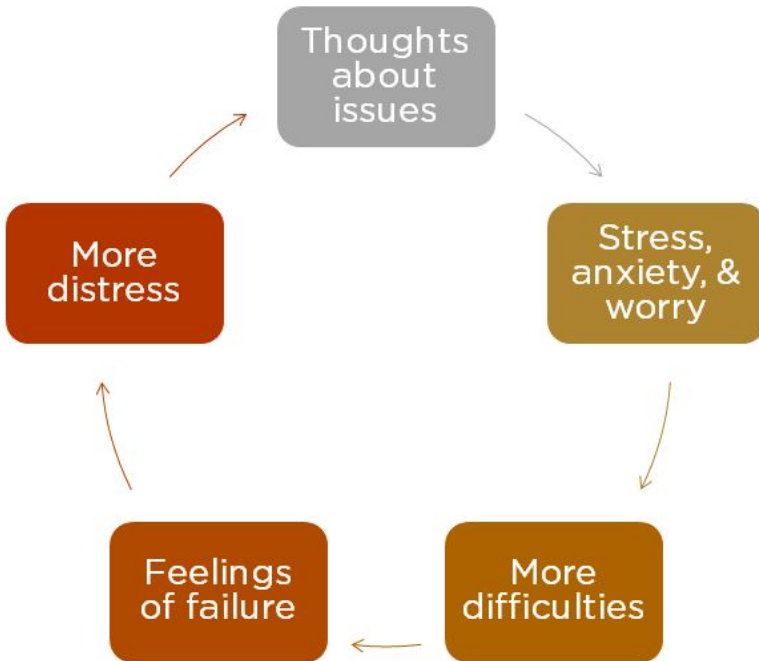 Thoughts
about
issues
Stress,
anxiety, &
worry
More
difficulties
Feelings
of failure
More
distress